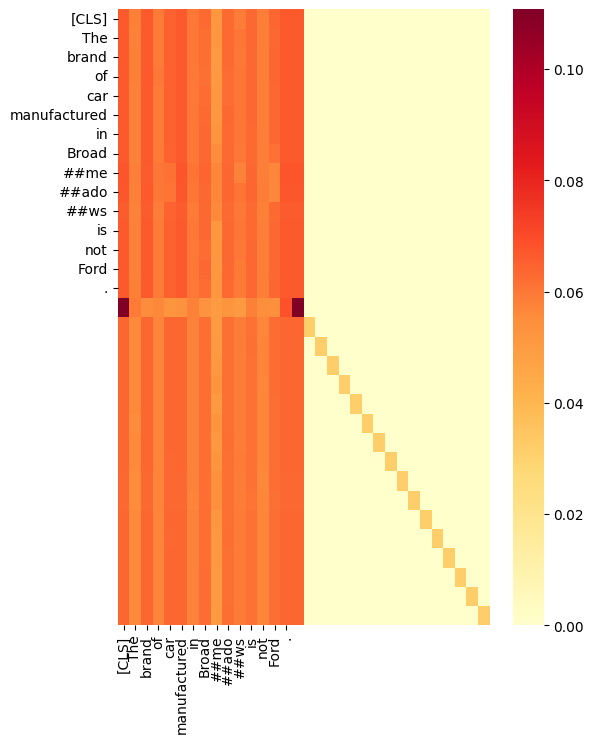 [CLS]
The
brand
of
car
manufactured
in
Broad
##me
##ado
##ws
is
not
Ford
.
[CLS]
The
brand
of
car
manufactured
in
Broad
##me
##ado
##ws
is
not
Ford
.
0.10
0.08
0.06
0.04
0.02
0.00